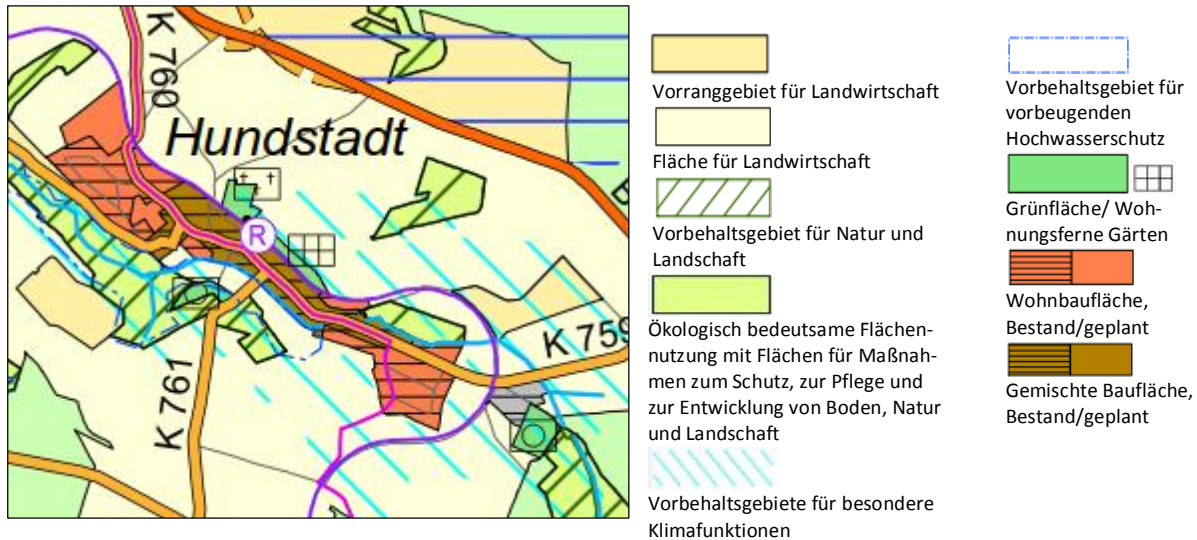 K 760
Hundstadt
R
K 759
K 761
Vorranggebiet für Landwirtschaft
Fläche für Landwirtschaft
Vorbehaltsgebiet für Natur und
Landschaft
Ökologisch bedeutsame Flächen-
nutzung mit Flächen für Maßnah-
men zum Schutz, zur Pflege und
zur Entwicklung von Boden, Natur
und Landschaft
Vorbehaltsgebiete für besondere
Klimafunktionen
Vorbehaltsgebiet für
vorbeugenden
Hochwasserschutz
Grünfläche/ Woh-
nungsferne Gärten
Wohnbaufläche,
Bestand/geplant
Gemischte Baufläche,
Bestand/geplant